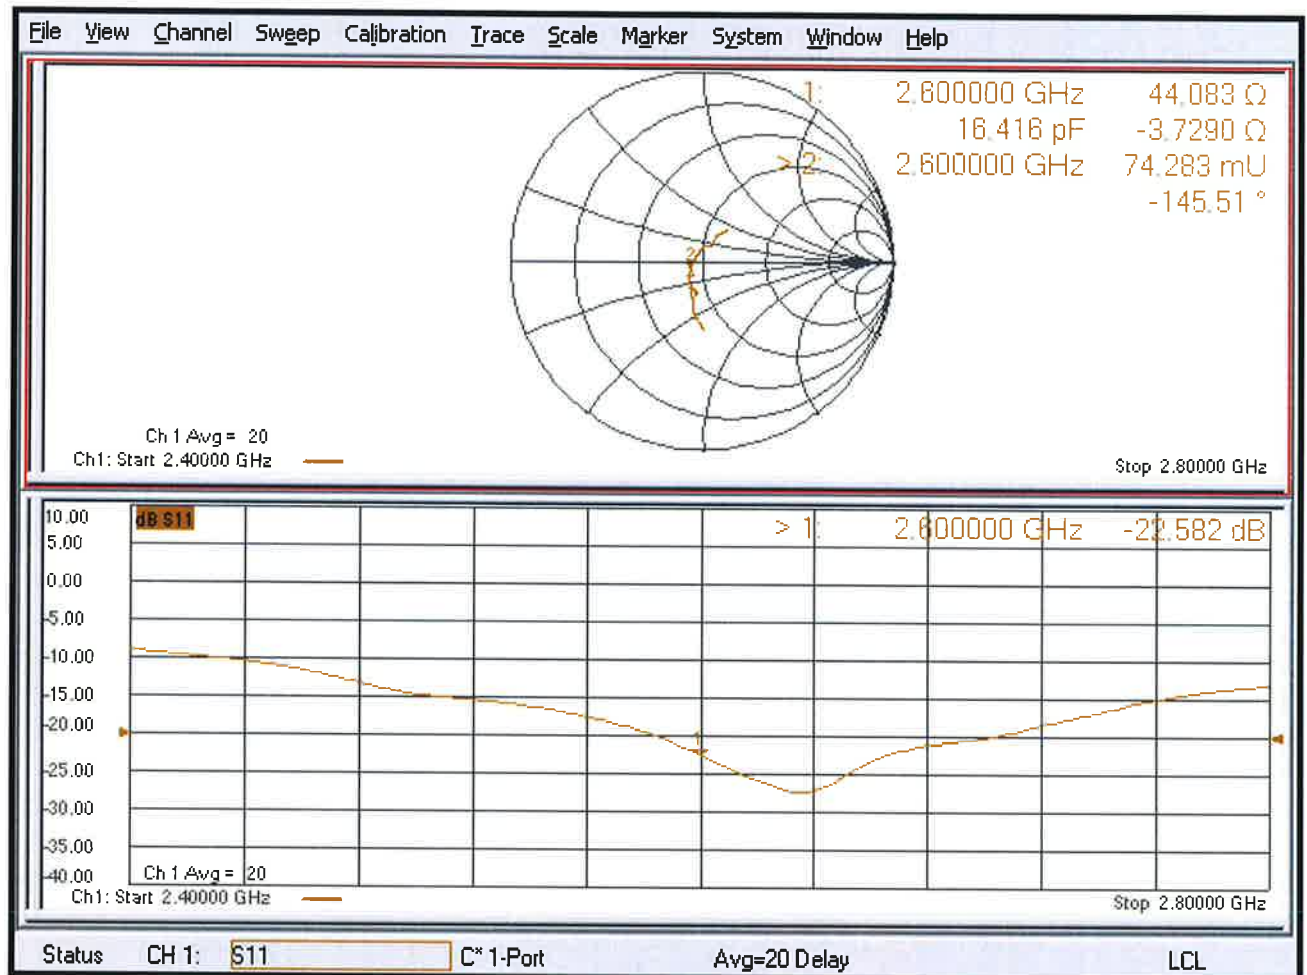 File View Channel Sweep Calibration Trace Scale Marker System Window Help
1: 2.600000 GHz 44.083 Ω
16.416 pF -3.7290 Ω
> 2: 2.600000 GHz 74.283 mU
-145.51 °
2
Ch 1 Avg = 20
Ch1: Start 2.40000 GHz
Stop 2.80000 GHz
10.00
dB S11
> 1: 2.600000 GHz -22.582 dB
5.00
0.00
-5.00
-10.00
-15.00
-20.00
1
-25.00
-30.00
-35.00
-40.00
Ch 1 Avg = 20
Ch1: Start 2.40000 GHz
Stop 2.80000 GHz
Status CH 1: S11 C* 1-Port Avg=20 Delay LCL